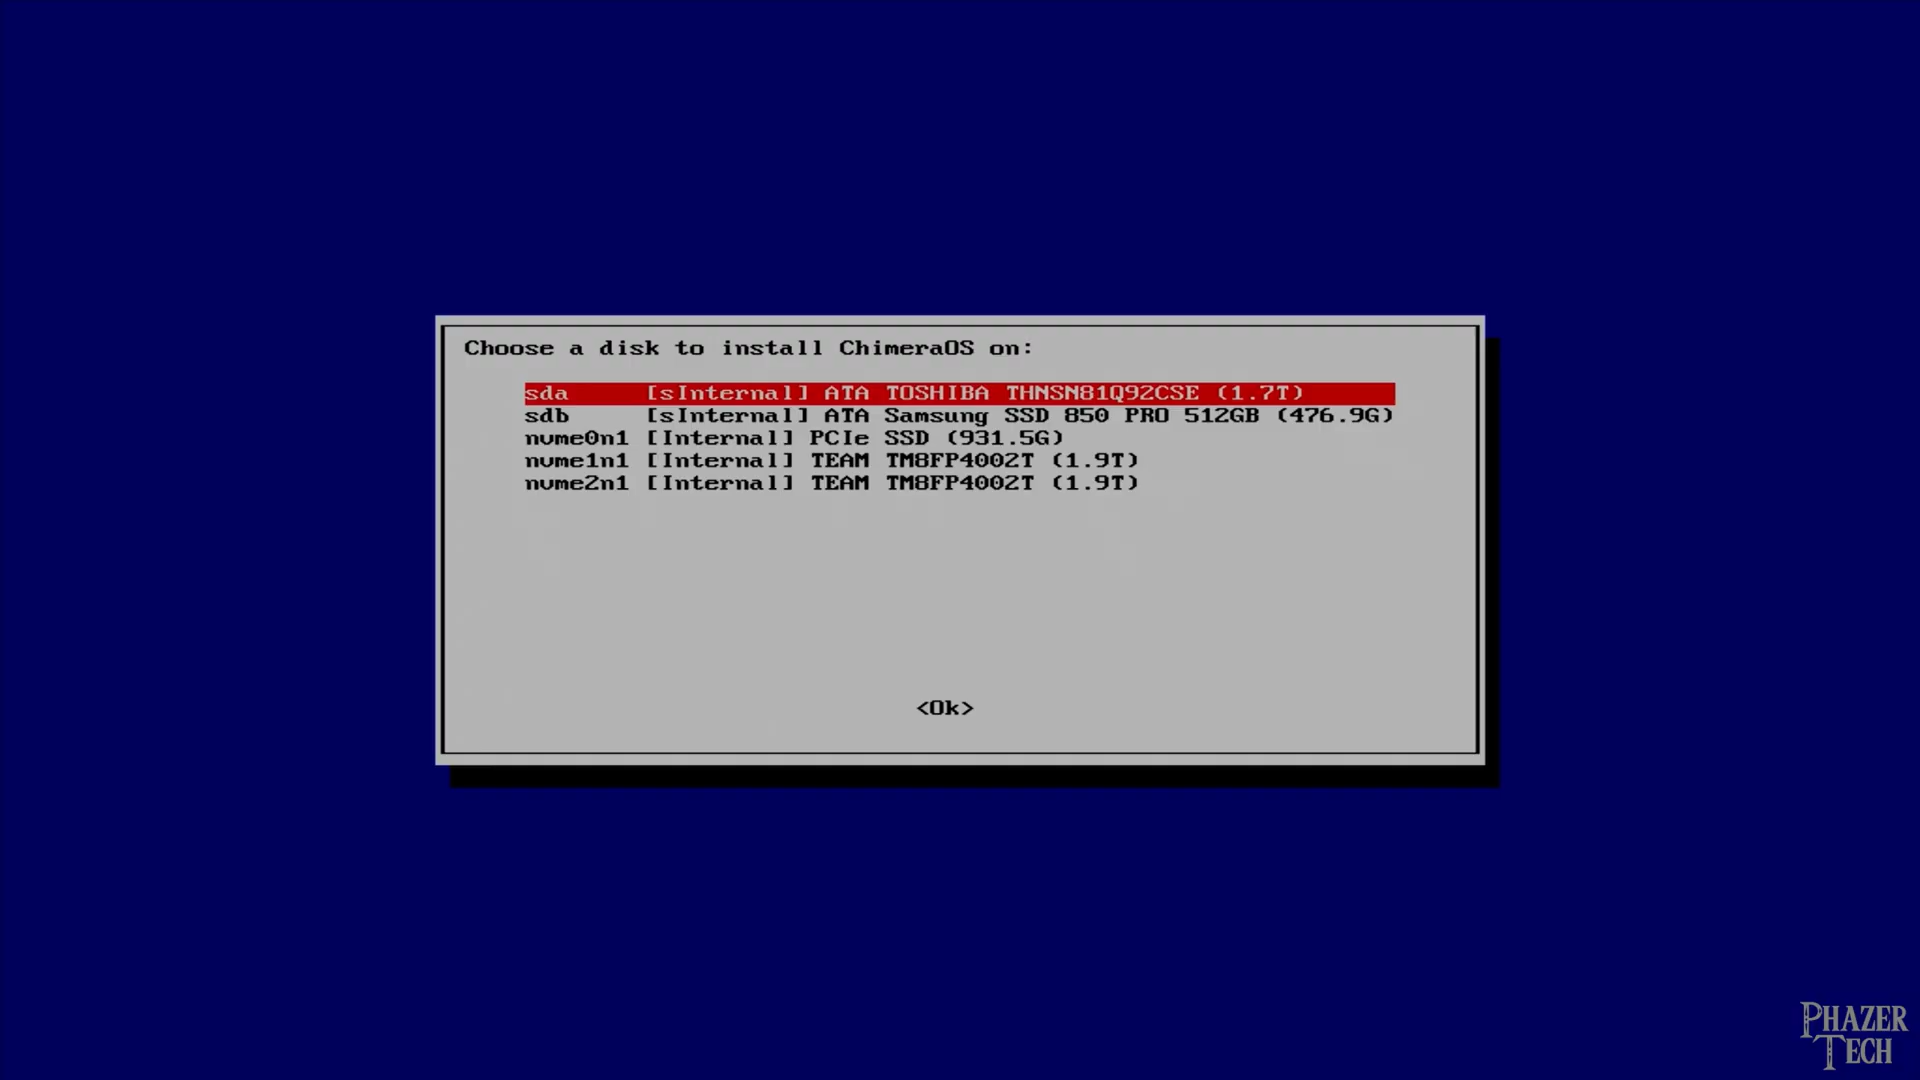 Choose a disk to install ChimeraOS on:
sda [sInternal] ATA TOSHIBA THNSN81Q92CSE (1.7T)
sdb [sInternal] ATA Samsung SSD 850 PRO 512GB (476.9G)
nvme0n1 [Internal] PCIe SSD (931.5G)
nvme1n1 [Internal] TEAM TM8FP4002T (1.9T)
nvme2n1 [Internal] TEAM TM8FP4002T (1.9T)
<Ok>
PHAZER
TECH